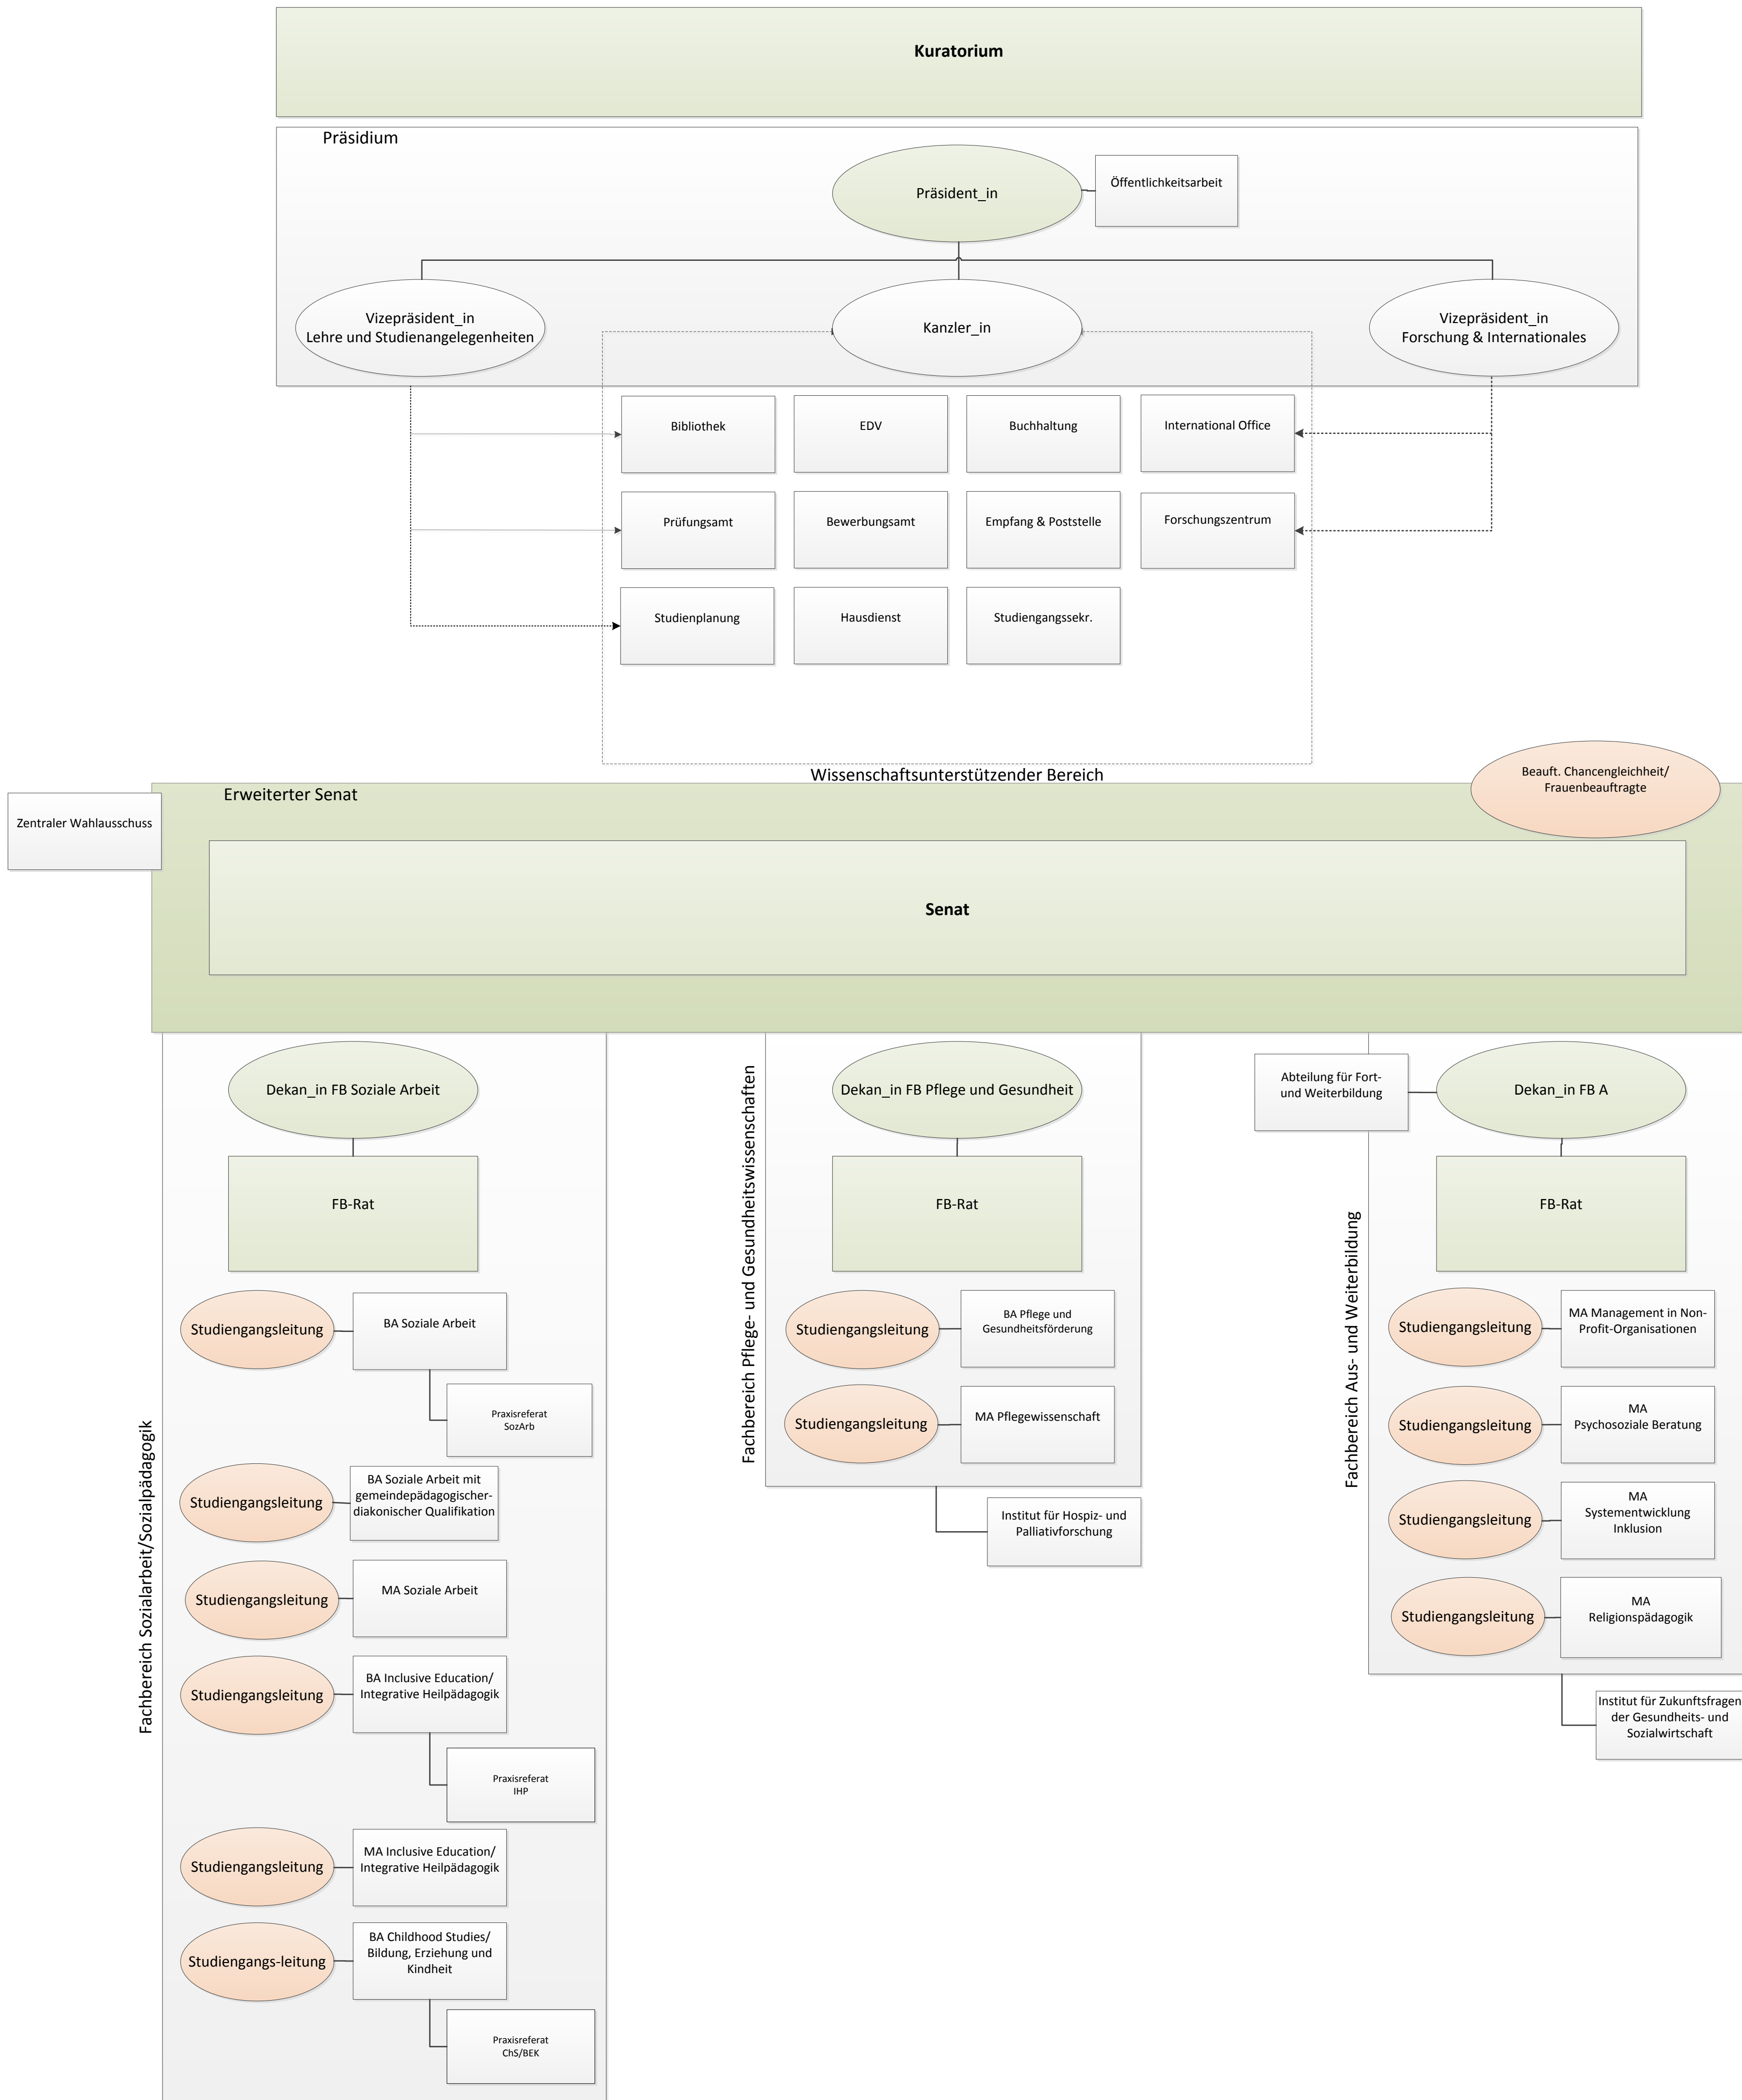 Kuratorium
Präsidium
Präsident_in
Öffentlichkeitsarbeit
Vizepräsident_in
Lehre und Studienangelegenheiten
Kanzler_in
Vizepräsident_in
Forschung & Internationales
Bibliothek
EDV
Buchhaltung
International Office
Prüfungsamt
Bewerbungsamt
Empfang & Poststelle
Forschungszentrum
Studienplanung
Hausdienst
Studiengangssekr.
Wissenschaftsunterstützender Bereich
Beauft. Chancengleichheit/
Frauenbeauftragte
Zentraler Wahlausschuss
Erweiterter Senat
Senat
Fachbereich Sozialarbeit/Sozialpädagogik
Dekan_in FB Soziale Arbeit
FB-Rat
Studiengangsleitung
BA Soziale Arbeit
Praxisreferat
SozArb
Studiengangsleitung
BA Soziale Arbeit mit
gemeindepädagogischer-
diakonischer Qualifikation
Studiengangsleitung
MA Soziale Arbeit
Studiengangsleitung
BA Inclusive Education/
Integrative Heilpädagogik
Praxisreferat
IHP
Studiengangsleitung
MA Inclusive Education/
Integrative Heilpädagogik
Studiengangs-leitung
BA Childhood Studies/
Bildung, Erziehung und
Kindheit
Praxisreferat
ChS/BEK
Fachbereich Pflege- und Gesundheitswissenschaften
Dekan_in FB Pflege und Gesundheit
FB-Rat
Studiengangsleitung
BA Pflege und
Gesundheitsförderung
Studiengangsleitung
MA Pflegewissenschaft
Institut für Hospiz- und
Palliativforschung
Fachbereich Aus- und Weiterbildung
Abteilung für Fort-
und Weiterbildung
Dekan_in FB A
FB-Rat
Studiengangsleitung
MA Management in Non-
Profit-Organisationen
Studiengangsleitung
MA
Psychosoziale Beratung
Studiengangsleitung
MA
Systementwicklung
Inklusion
Studiengangsleitung
MA
Religionspädagogik
Institut für Zukunftsfragen
der Gesundheits- und
Sozialwirtschaft